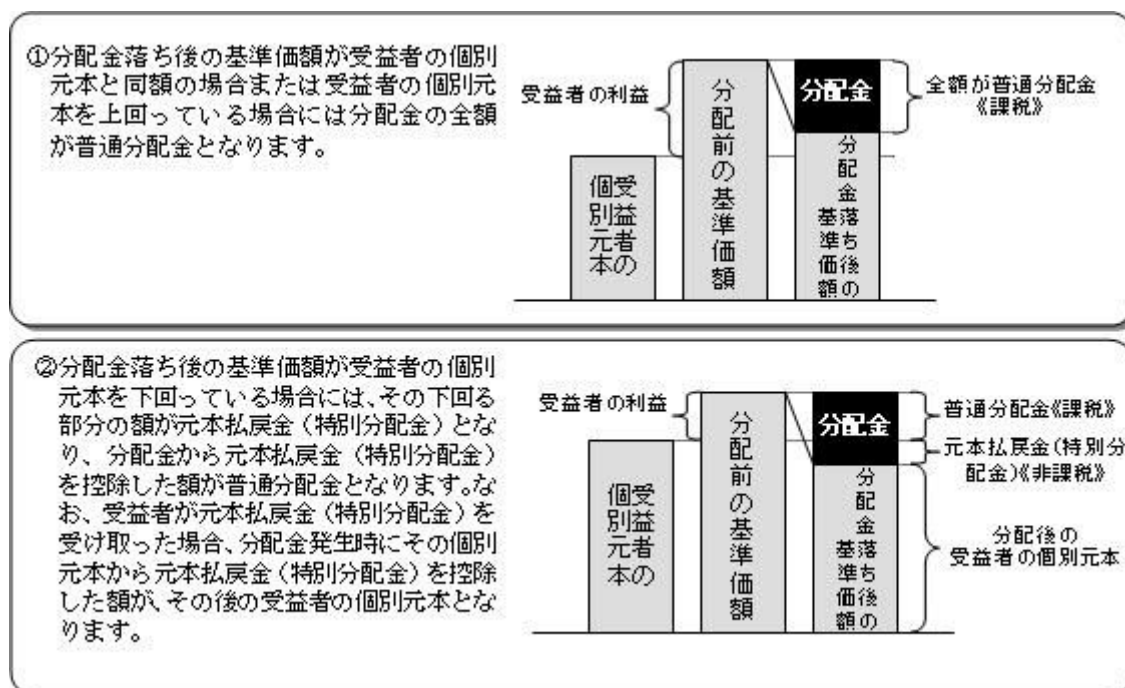 ①分配金落ち後の基準価額が受益者の個別
元本と同額の場合または受益者の個別元
本を上回っている場合には分配金の全額
が普通分配金となります。
受益者の利益
受益者の
個別元本
分配前の基準価額
分配金
分配金落ち後の
基準価額
全額が普通分配金
《課税》
②分配金落ち後の基準価額が受益者の個別
元本を下回っている場合には、その下回る
部分の額が元本払戻金（特別分配金）とな
り、分配金から元本払戻金（特別分配金）
を控除した額が普通分配金となります。な
お、受益者が元本払戻金（特別分配金）を
受け取った場合、分配金発生時にその個別
元本から元本払戻金（特別分配金）を控除
した額が、その後の受益者の個別元本とな
ります。
受益者の利益
受益者の
個別元本
分配前の基準価額
分配金
分配金落ち後の
基準価額
普通分配金《課税》
元本払戻金（特別分
配金）《非課税》
分配後の
受益者の個別元本